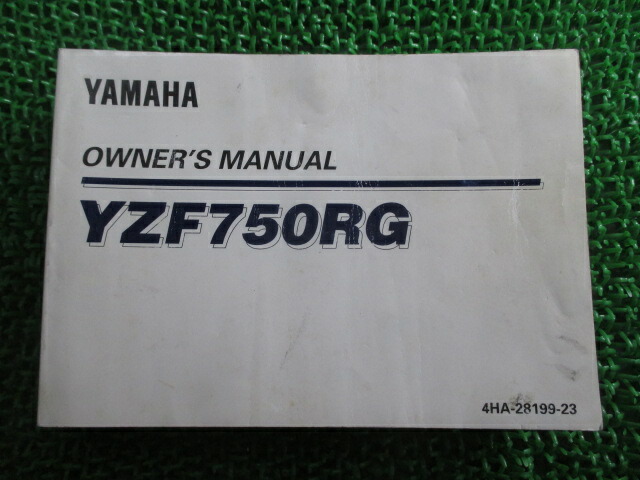 YAMAHA
OWNER'S MANUAL
YZF750RG
4HA-28199-23